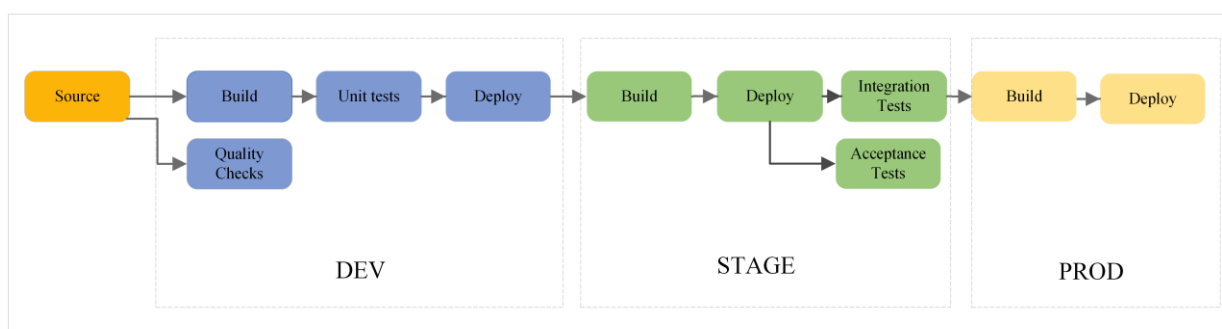 Source
Build
Unit tests
Deploy
Quality
Checks
DEV
Build
Deploy
Integration
Tests
Acceptance
Tests
STAGE
Build
Deploy
PROD